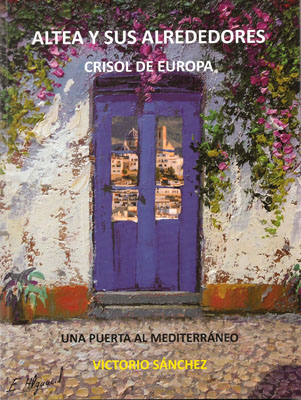 ALTEA Y SUS ALREDEDORES
CRISOL DE EUROPA
UNA PUERTA AL MEDITERRÁNEO
VICTORIO SÁNCHEZ